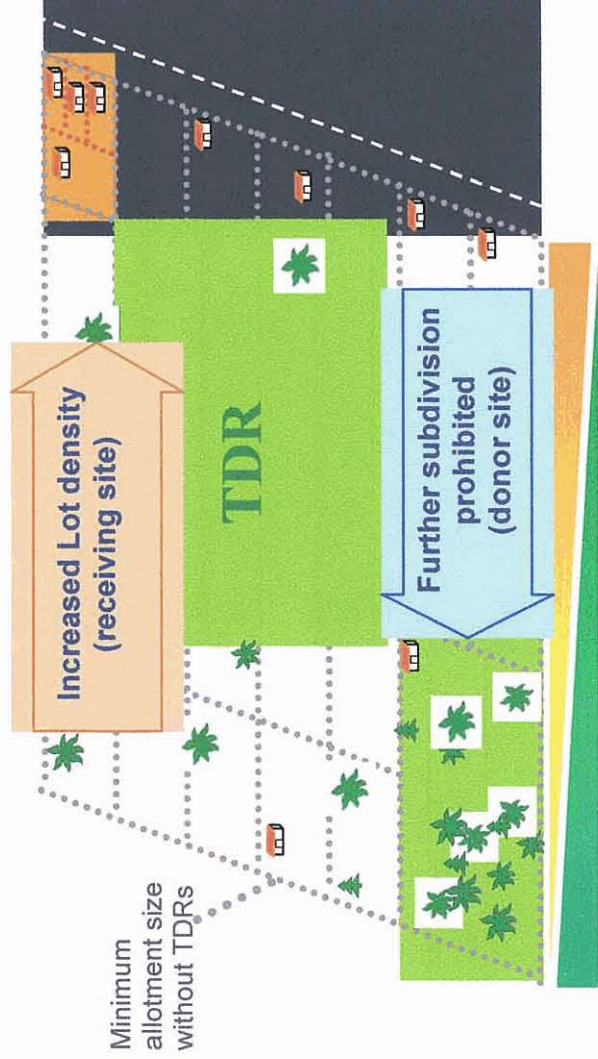 Minimum
allotment size
without TDRs
Increased Lot density
(receiving site)
TDR
Further subdivision
prohibited
(donor site)